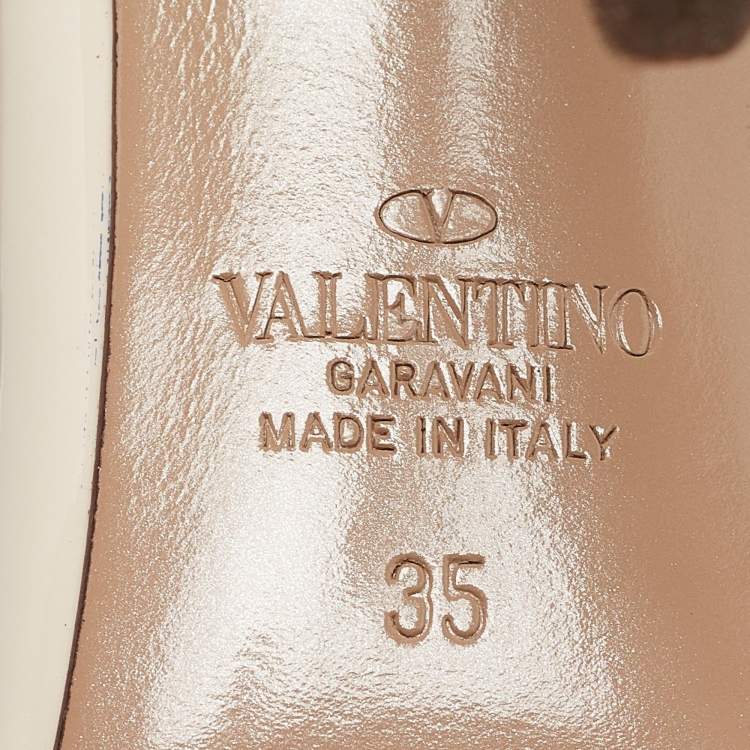 V
VALENTINO
GARAVANI
MADE IN ITALY
35